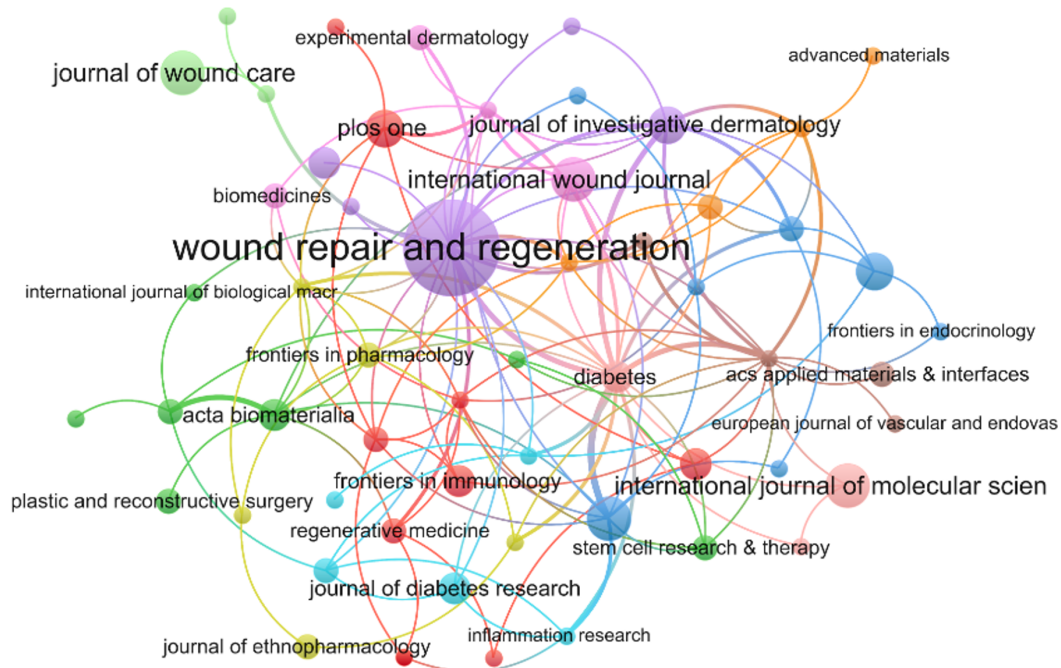 experimental dermatology
advanced materials
journal of wound care
plos one
journal of investigative dermatology
international wound journal
biomedicines
wound repair and regeneration
international journal of biological macr
frontiers in endocrinology
frontiers in pharmacology
diabetes
acs applied materials & interfaces
acta biomaterialia
european journal of vascular and endovas
frontiers in immunology
international journal of molecular scien
plastic and reconstructive surgery
regenerative medicine
stem cell research & therapy
journal of diabetes research
inflammation research
journal of ethnopharmacology